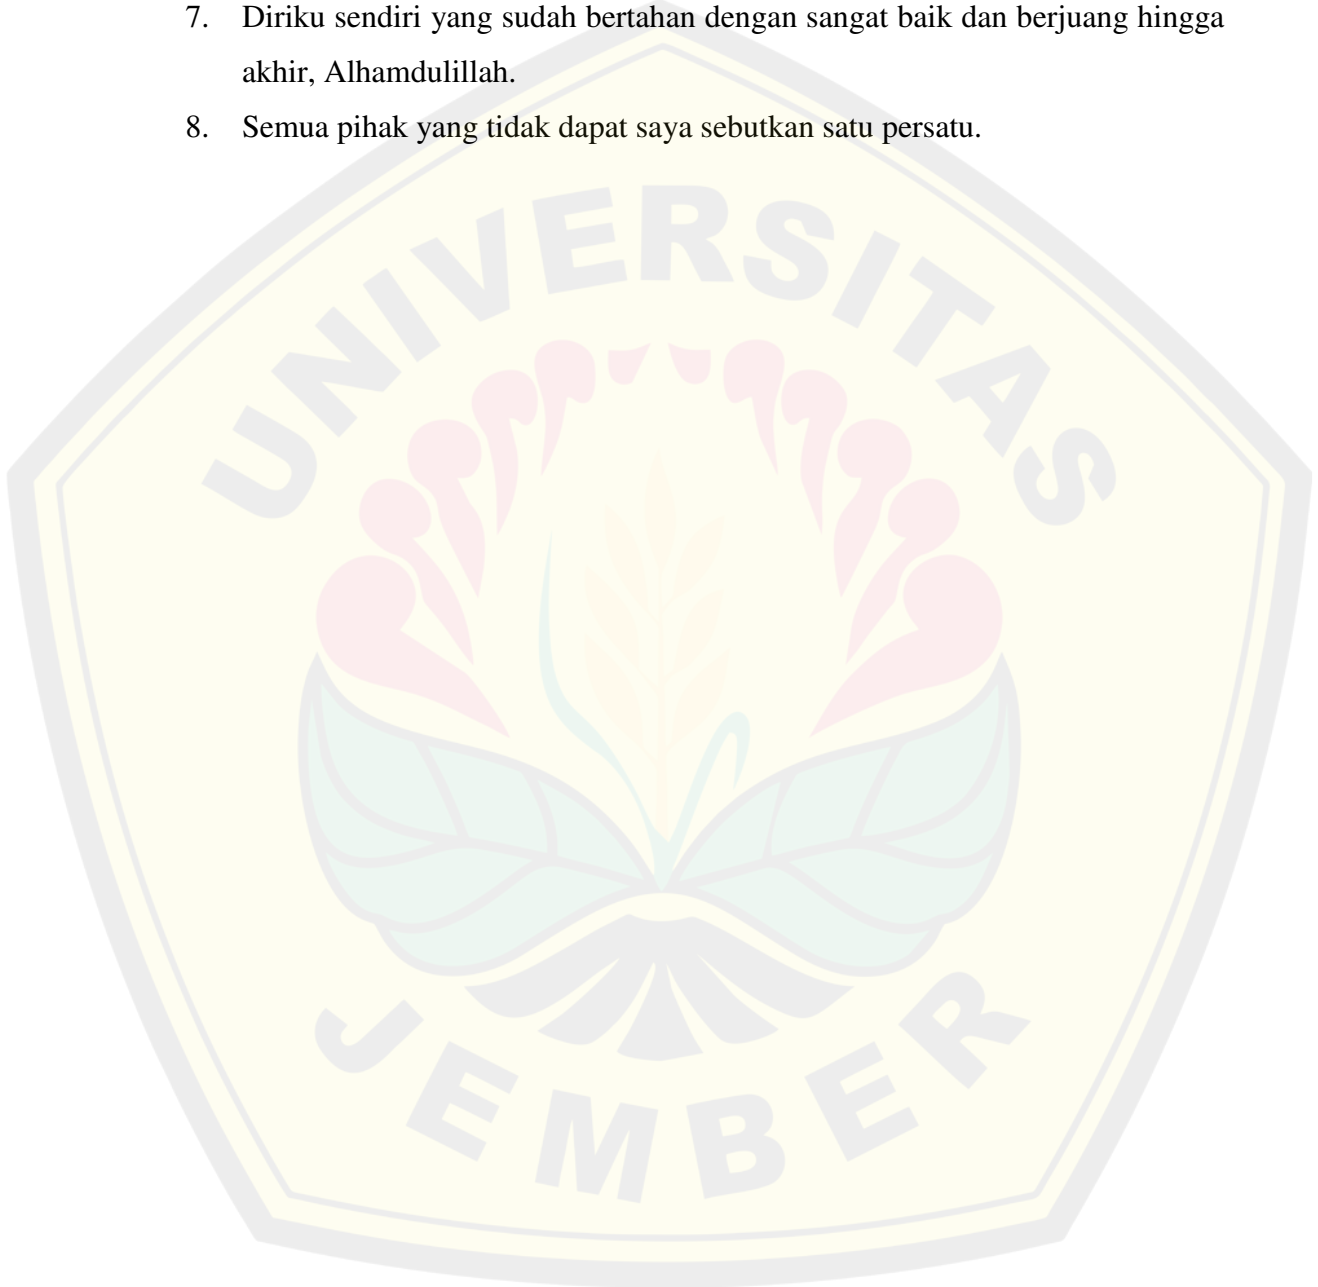 7. Diriku sendiri yang sudah bertahan dengan sangat baik dan berjuang hingga
akhir, Alhamdulillah.
8. Semua pihak yang tidak dapat saya sebutkan satu persatu.
UNIVERSITAS
JEMBER